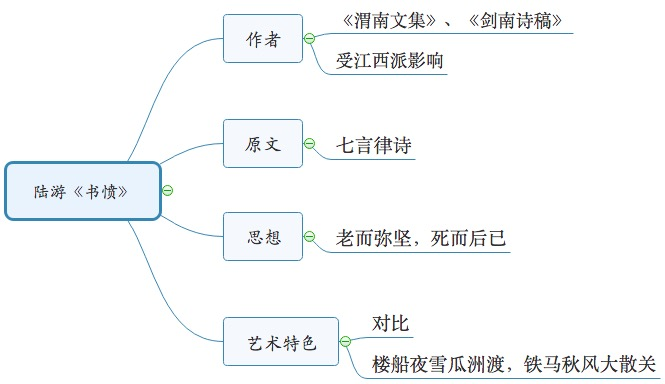 陆游《书愤》
作者
《渭南文集》、《剑南诗稿》
受江西派影响
原文
七言律诗
思想
老而弥坚，死而后已
艺术特色
对比
楼船夜雪瓜洲渡，铁马秋风大散关